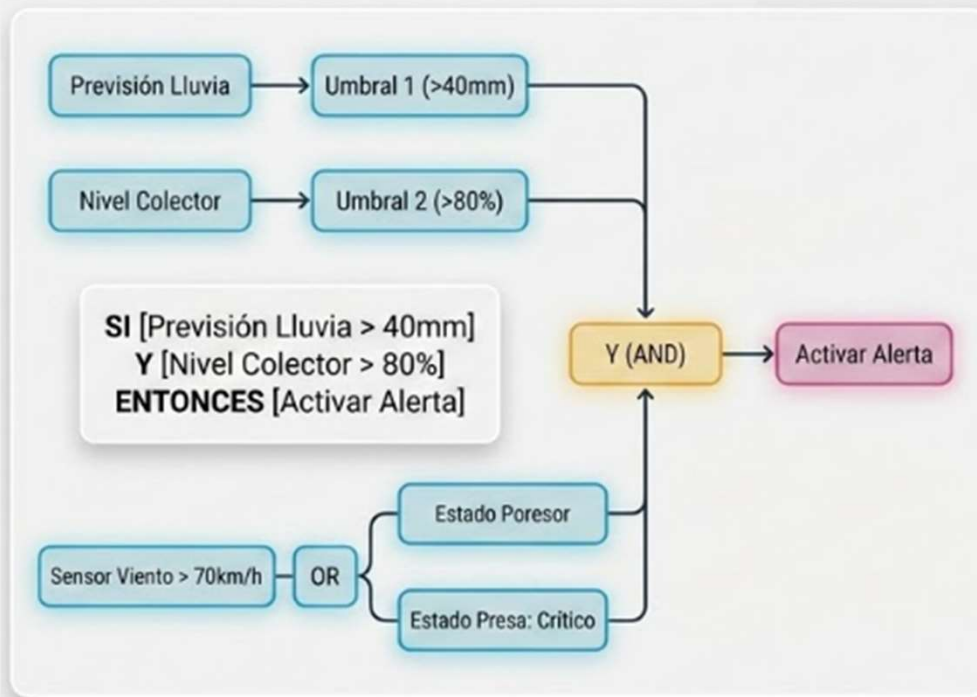 Previsión Lluvia
Umbral 1 (>40mm)
Nivel Colector
Umbral 2 (>80%)
SI [Previsión Lluvia > 40mm]
Y [Nivel Colector > 80%]
ENTONCES [Activar Alerta]
Y (AND)
Activar Alerta
Estado Poresor
Sensor Viento > 70km/h
OR
Estado Presa: Crítico